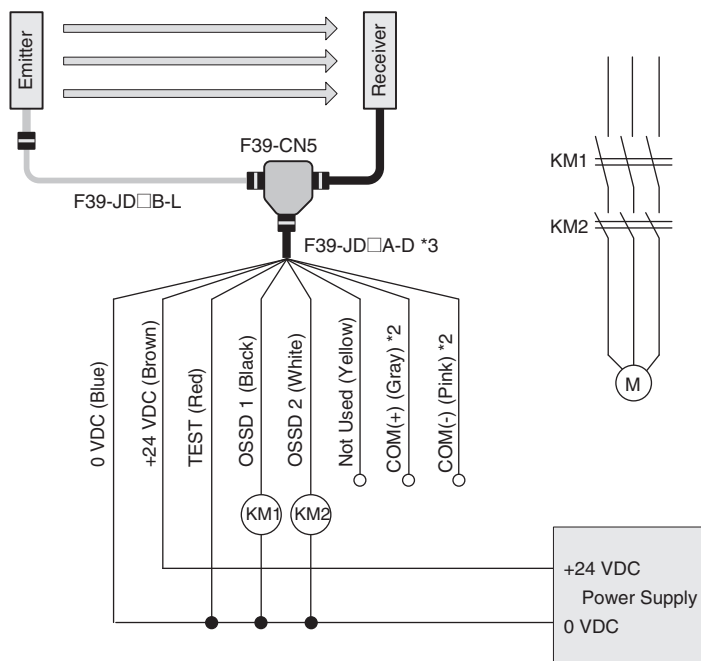 Emitter
Receiver
F39-CN5
F39-JD□B-L
F39-JD□A-D *3
KM1
KM2
M
0 VDC (Blue)
+24 VDC (Brown)
TEST (Red)
OSSD 1 (Black)
OSSD 2 (White)
Not Used (Yellow)
COM(+) (Gray) *2
COM(-) (Pink) *2
KM1
KM2
+24 VDC
Power Supply
0 VDC